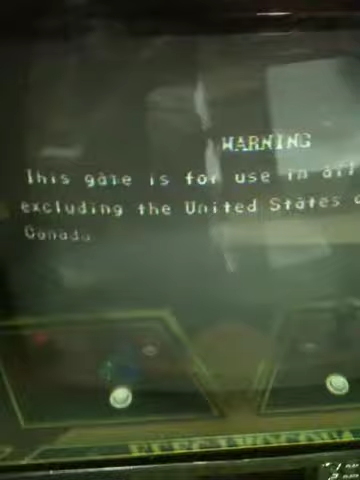 WARNING
This game is for use in all
excluding the United States
Canada